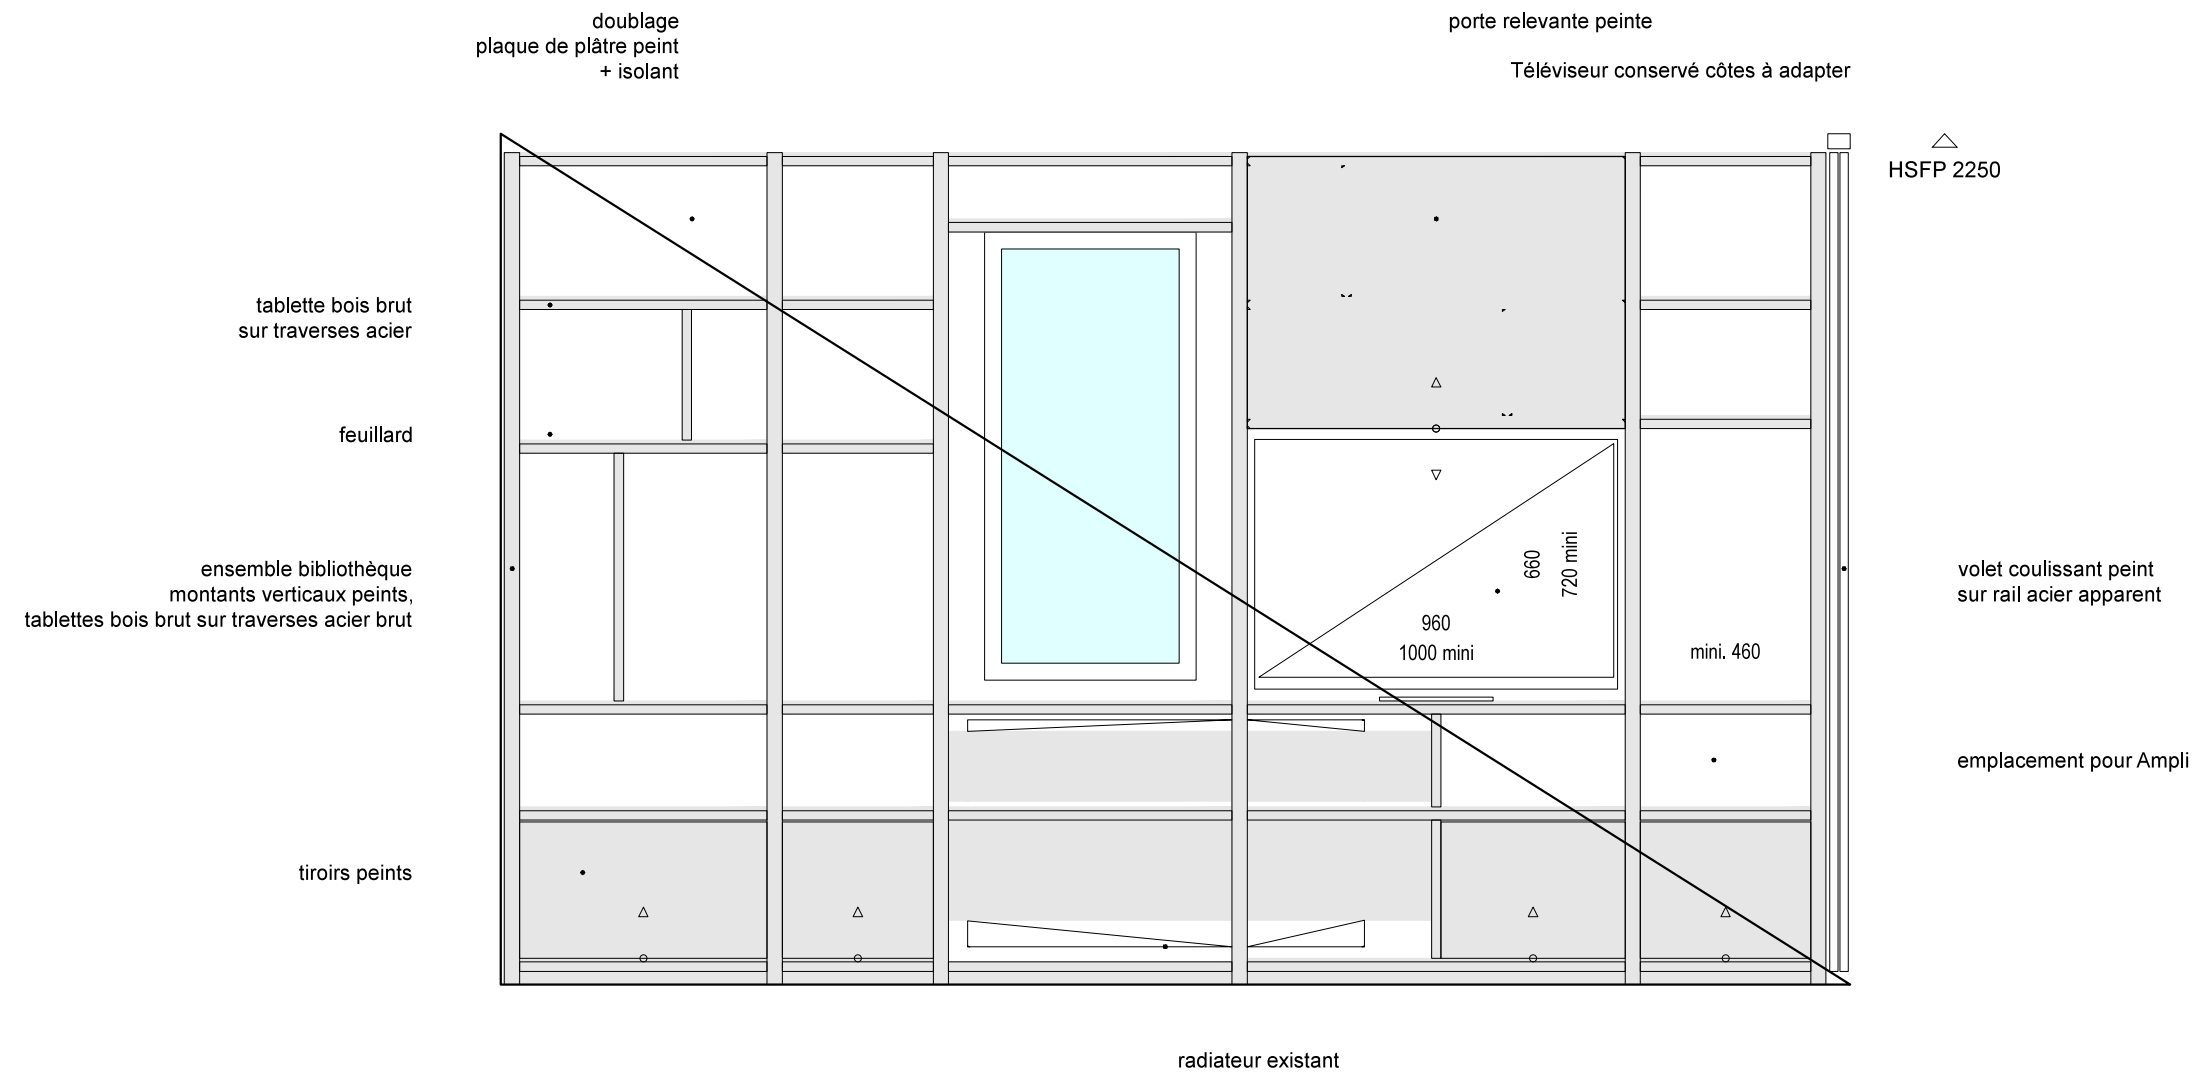 doublage
plaque de plâtre peint
+ isolant
porte relevante peinte
Téléviseur conservé côtes à adapter
HSFP 2250
tablette bois brut
sur traverses acier
feuillard
ensemble bibliothèque
montants verticaux peints,
tablettes bois brut sur traverses acier brut
660
720 mini
960
1000 mini
mini. 460
volet coulissant peint
sur rail acier apparent
emplacement pour Ampli
tiroirs peints
radiateur existant